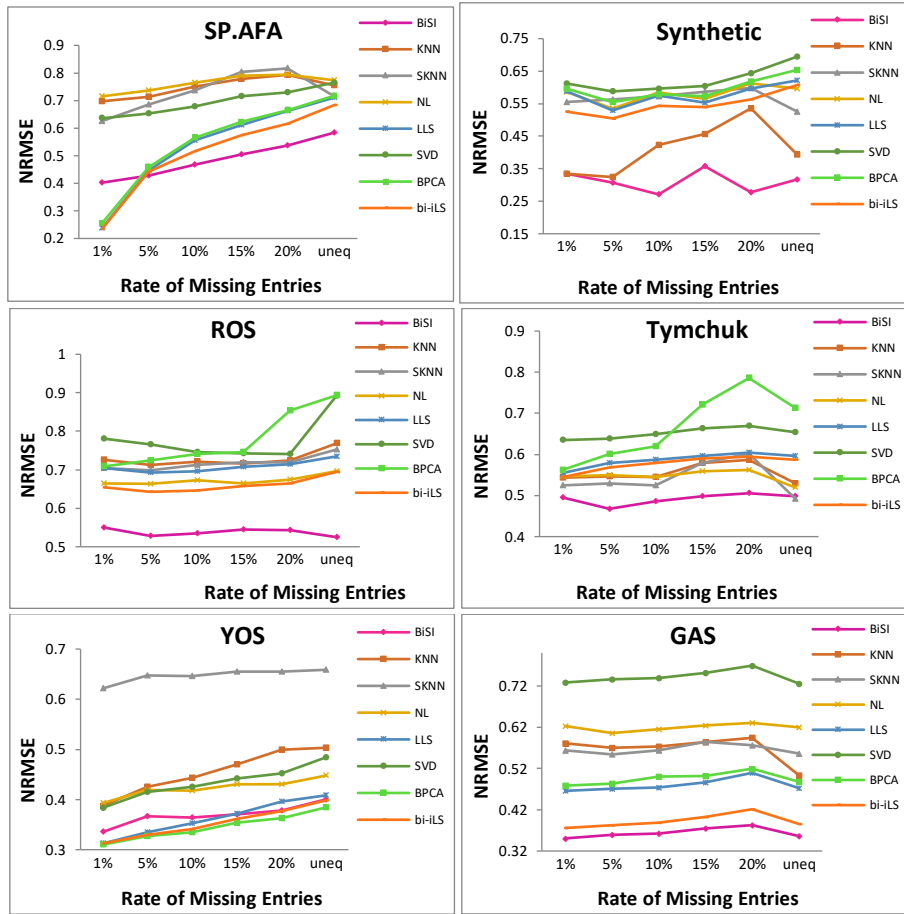 SP.AFA
NRMSE
0.9
0.8
0.7
0.6
0.5
0.4
0.3
0.2
1% 5% 10% 15% 20% uneq
Rate of Missing Entries
BiSI
KNN
SKNN
NL
LLS
SVD
BPCA
bi-iLS
Synthetic
NRMSE
0.75
0.65
0.55
0.45
0.35
0.25
0.15
1% 5% 10% 15% 20% uneq
Rate of Missing Entries
BiSI
KNN
SKNN
NL
LLS
SVD
BPCA
bi-iLS
ROS
NRMSE
1
0.9
0.8
0.7
0.6
0.5
1% 5% 10% 15% 20% uneq
Rate of Missing Entries
BiSI
KNN
SKNN
NL
LLS
SVD
BPCA
bi-iLS
Tymchuk
NRMSE
0.9
0.8
0.7
0.6
0.5
0.4
1% 5% 10% 15% 20% uneq
Rate of Missing Entries
BiSI
KNN
SKNN
NL
LLS
SVD
BPCA
bi-iLS
YOS
NRMSE
0.7
0.6
0.5
0.4
0.3
1% 5% 10% 15% 20% uneq
Rate of Missing Entries
BiSI
KNN
SKNN
NL
LLS
SVD
BPCA
bi-iLS
GAS
NRMSE
0.72
0.62
0.52
0.42
0.32
1% 5% 10% 15% 20% uneq
Rate of Missing Entries
BiSI
KNN
SKNN
NL
LLS
SVD
BPCA
bi-iLS